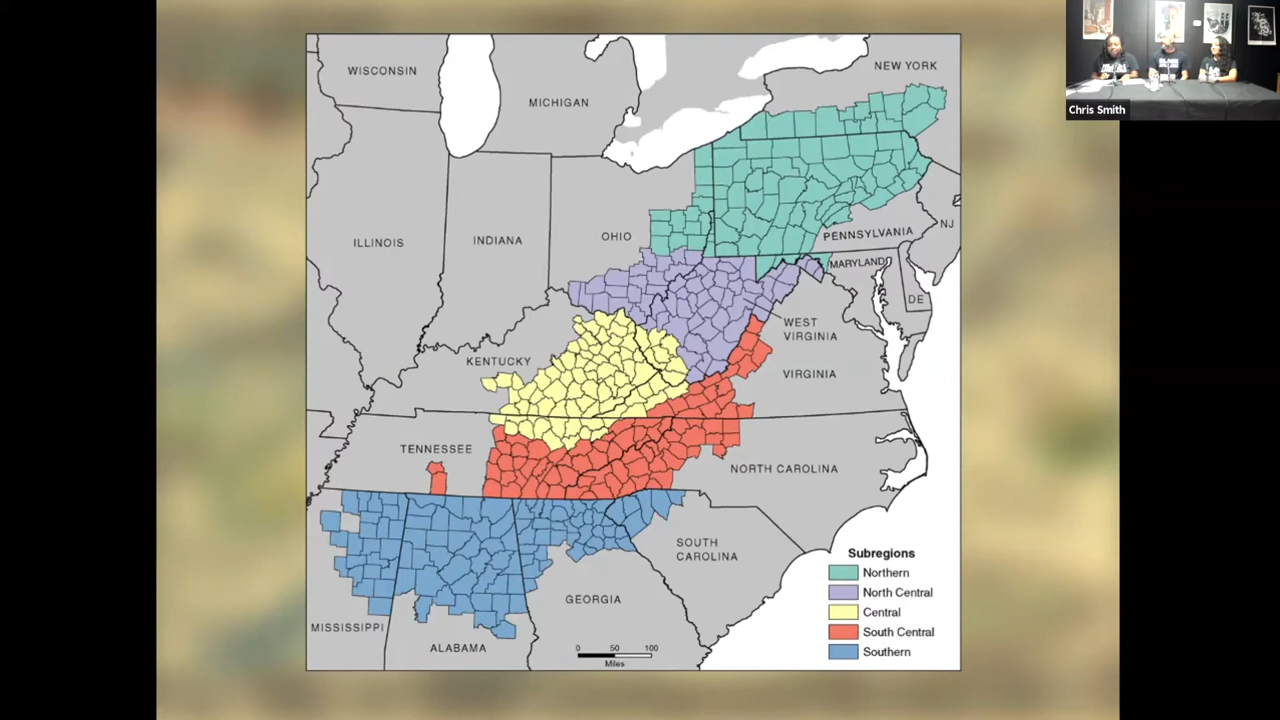 Chris Smith
WISCONSIN
MICHIGAN
NEW YORK
ILLINOIS
INDIANA
OHIO
PENNSYLVANIA
NJ
MARYLAND
DE
WEST
VIRGINIA
KENTUCKY
VIRGINIA
TENNESSEE
NORTH CAROLINA
SOUTH
CAROLINA
GEORGIA
MISSISSIPPI
ALABAMA
Subregions
Northern
North Central
Central
South Central
Southern
0 50 100
Miles